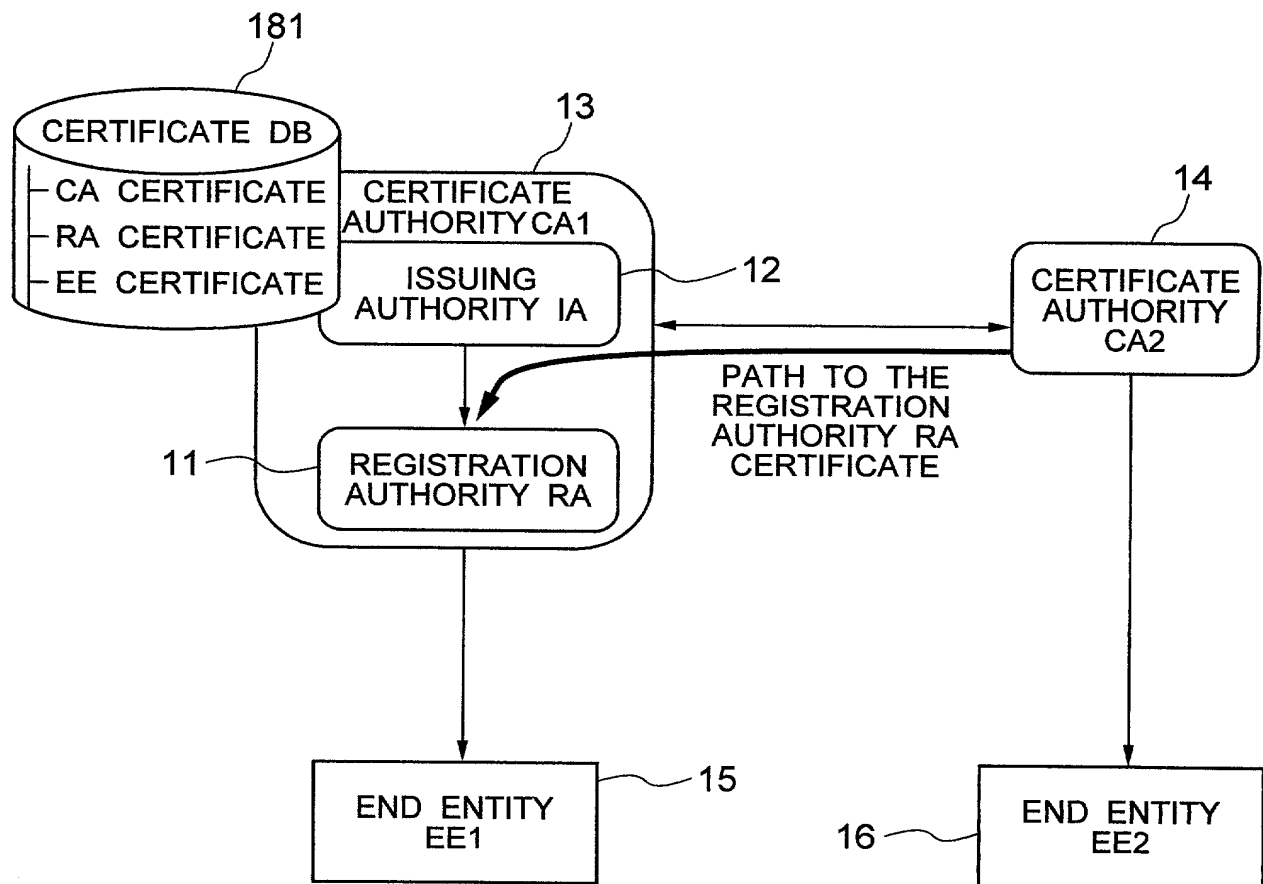 181
CERTIFICATE DB
CA CERTIFICATE
RA CERTIFICATE
EE CERTIFICATE
13
CERTIFICATE
AUTHORITY CA1
ISSUING
AUTHORITY IA
12
14
CERTIFICATE
AUTHORITY
CA2
PATH TO THE
REGISTRATION
AUTHORITY RA
CERTIFICATE
11
REGISTRATION
AUTHORITY RA
END ENTITY
EE1
15
16
END ENTITY
EE2